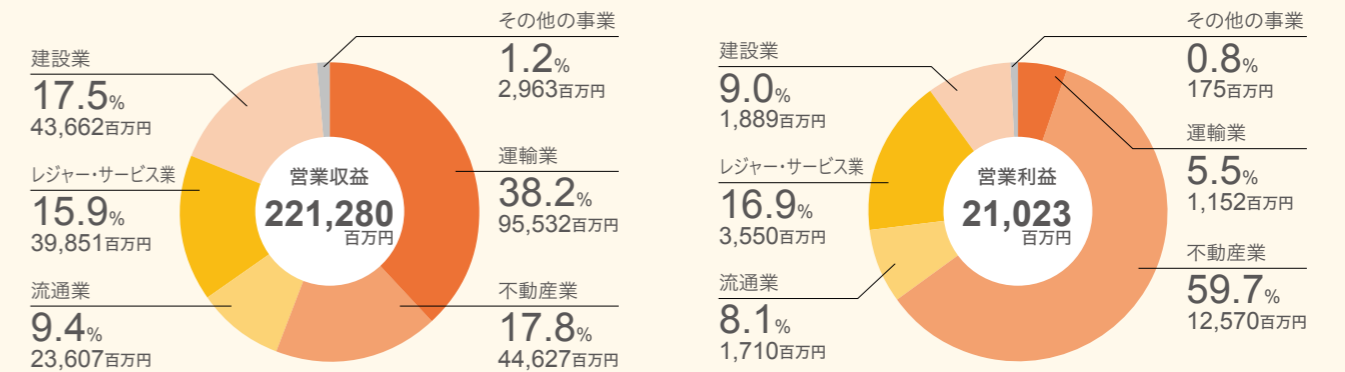 その他の事業
1.2%
2,963百万円
建設業
17.5%
43,662百万円
レジャー・サービス業
15.9%
39,851百万円
流通業
9.4%
23,607百万円
営業収益
221,280
百万円
運輸業
38.2%
95,532百万円
不動産業
17.8%
44,627百万円
その他の事業
0.8%
175百万円
建設業
9.0%
1,889百万円
レジャー・サービス業
16.9%
3,550百万円
流通業
8.1%
1,710百万円
営業利益
21,023
百万円
運輸業
5.5%
1,152百万円
不動産業
59.7%
12,570百万円